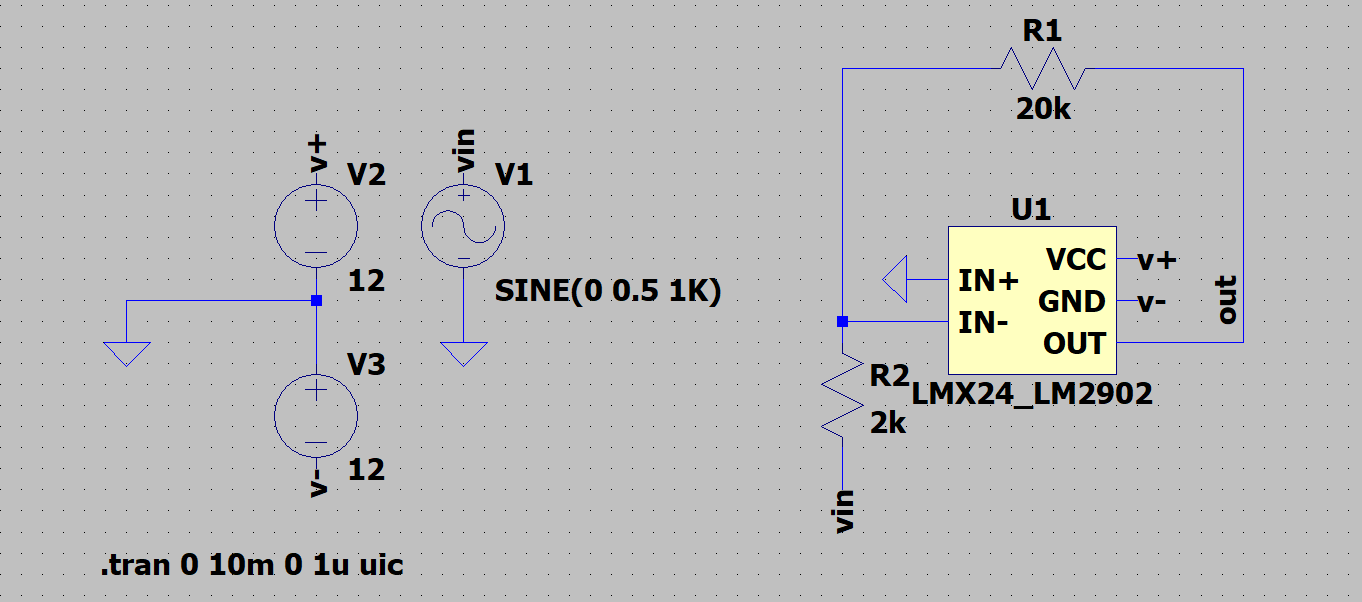 R1
20k
v+
V2
12
vin
V1
SINE(0 0.5 1K)
V3
12
v-
U1
IN+
IN-
VCC
GND
OUT
v+
v-
out
LMX24_LM2902
R2
2k
vin
.tran 0 10m 0 1u uic